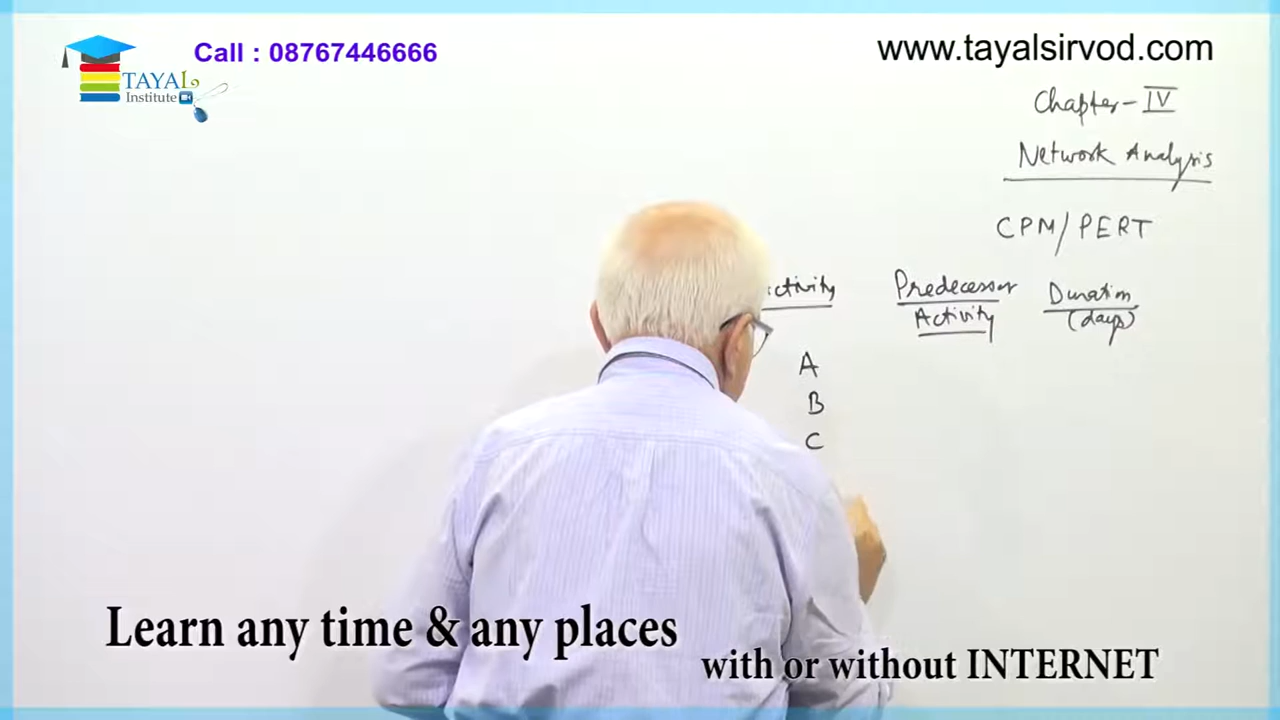 Call : 08767446666
www.tayalsirvod.com
TAYAL
Institute
Chapter-IV
Network Analysis
CPM/PERT
Predecessor
Activity
Duration
(days)
A
B
C
Learn any time & any places
with or without INTERNET